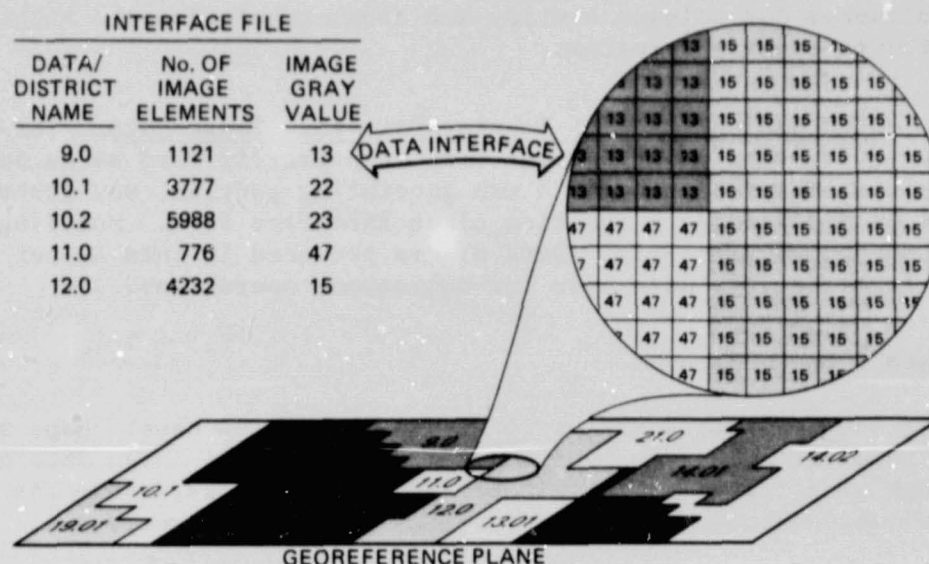 INTERFACE FILE
DATA/ No. OF IMAGE
DISTRICT IMAGE GRAY
NAME ELEMENTS VALUE
9.0 1121 13
10.1 3777 22
10.2 5988 23
11.0 776 47
12.0 4232 15
DATA INTERFACE
13 15 15 15 15
13 13 15 15 15 15 15
13 13 13 15 15 15 15 15 15
13 13 13 15 15 15 15 15
13 13 13 13 15 15 15 15 15
47 47 47 47 15 15 15 15 15
47 47 47 15 15 15 15 15
47 47 47 15 15 15 15 15 15
47 47 15 15 15 15 15
47 15 15 15 15
9.0
21.0
14.01
14.02
11.0
10.1
12.0
13.01
19.01
GEOREFERENCE PLANE